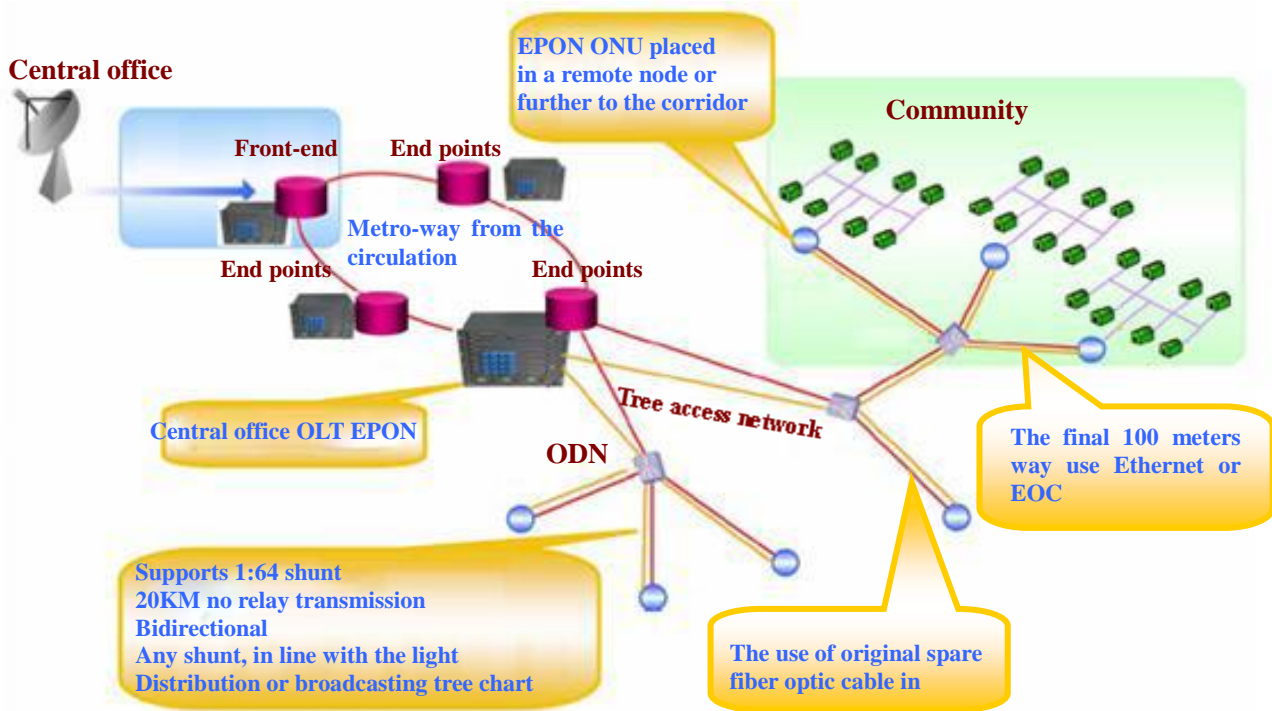 EPON ONU placed
in a remote node or
further to the corridor
Central office
Community
Front-end
End points
Metro-way from the
circulation
End points
End points
Central office OLT EPON
Tree access network
ODN
The final 100 meters
way use Ethernet or
EOC
Supports 1:64 shunt
20KM no relay transmission
Bidirectional
Any shunt, in line with the light
Distribution or broadcasting tree chart
The use of original spare
fiber optic cable in